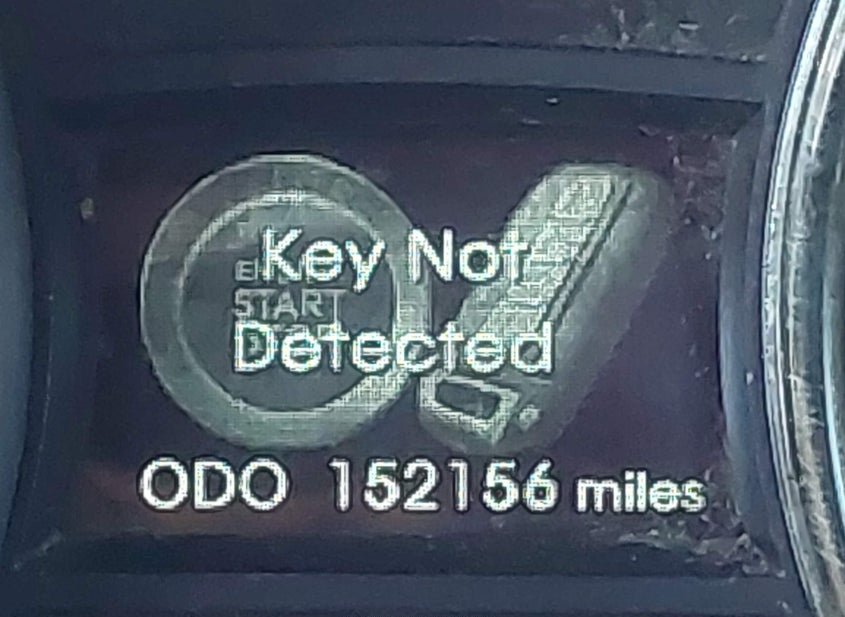 Key Not
Detected
START
ODO 152156 miles